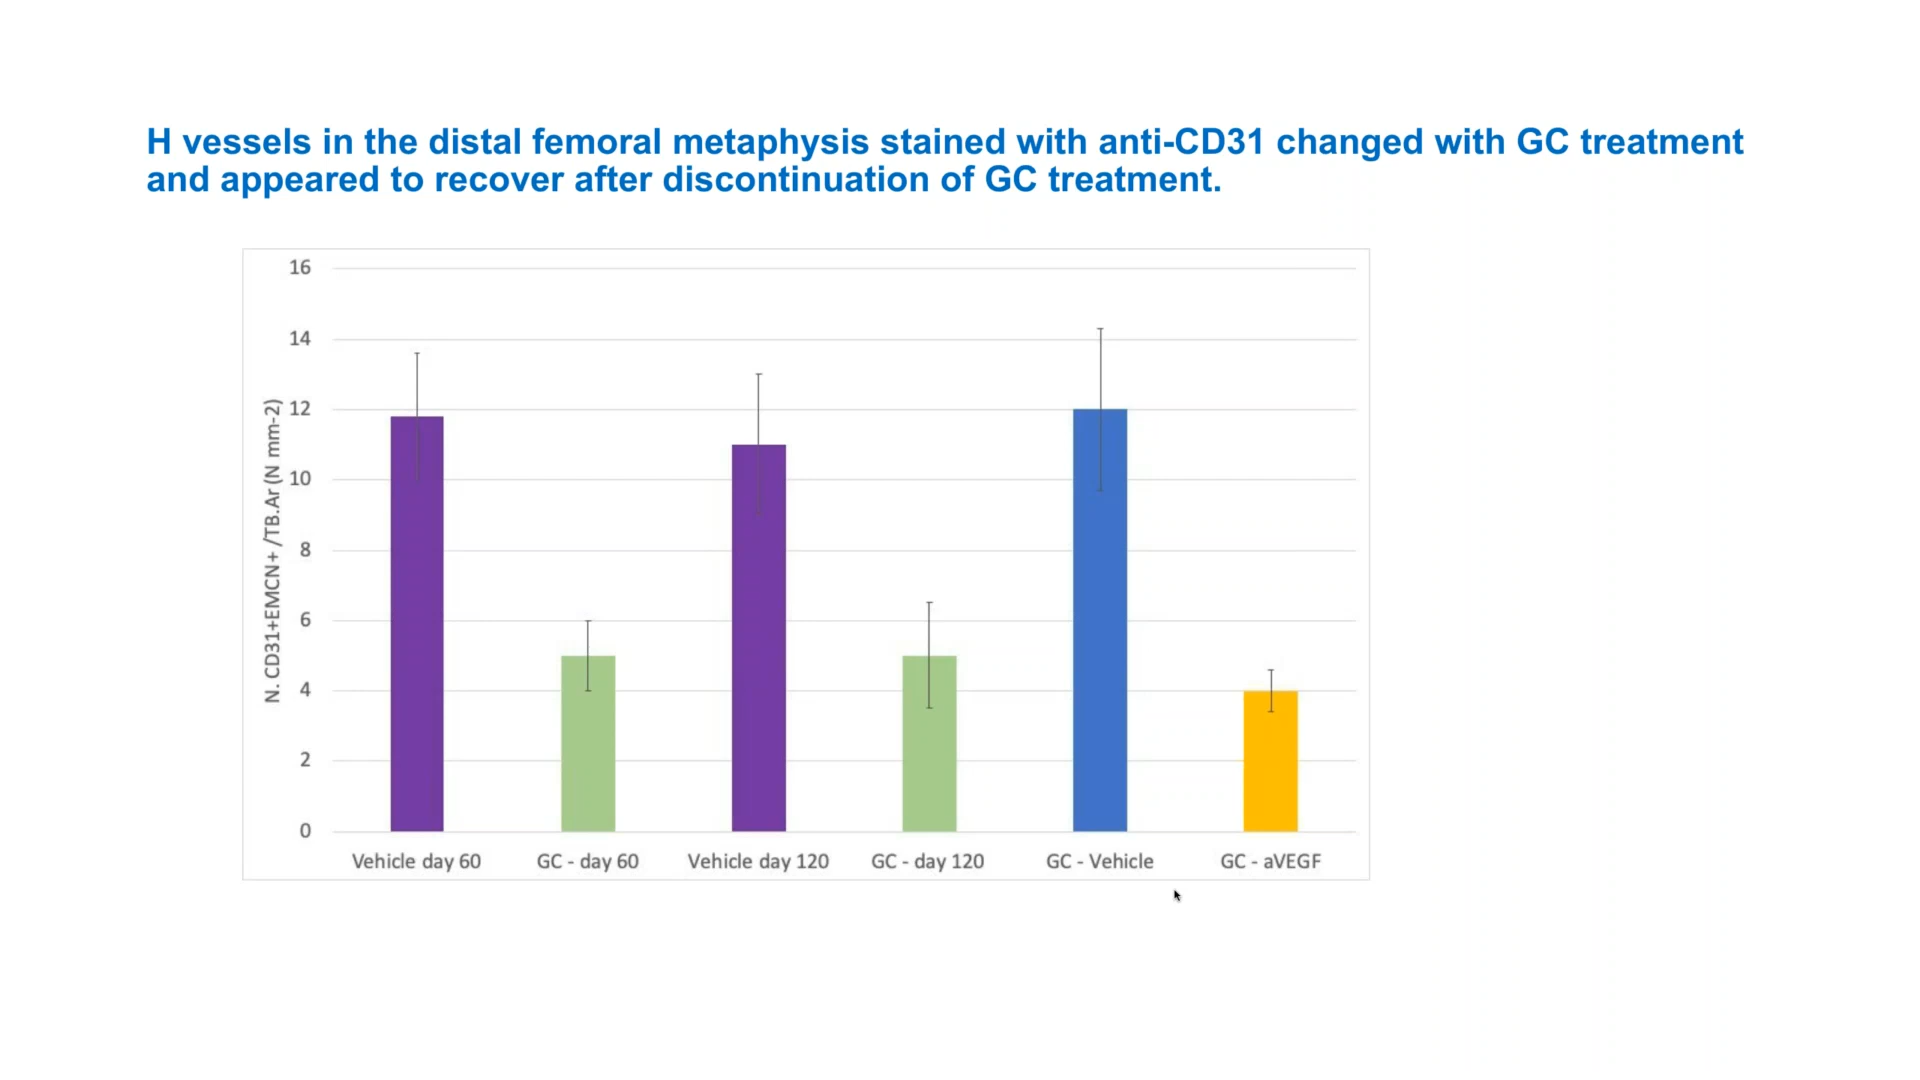 H vessels in the distal femoral metaphysis stained with anti-CD31 changed with GC treatment
and appeared to recover after discontinuation of GC treatment.
N. CD31+EMCN+ /TB.Ar (N mm-2)
16
14
12
10
8
6
4
2
0
Vehicle day 60 GC - day 60 Vehicle day 120 GC - day 120 GC - Vehicle GC - aVEGF